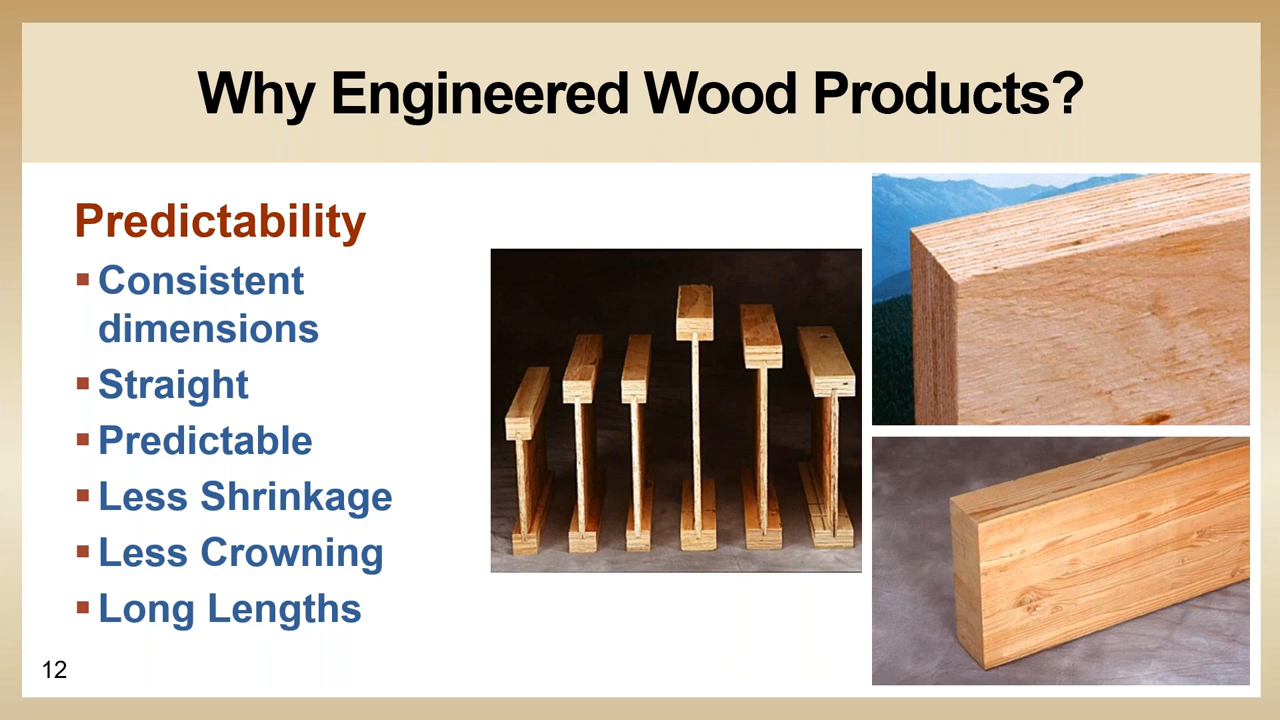 Why Engineered Wood Products?
Predictability
▪ Consistent
dimensions
▪ Straight
▪ Predictable
▪ Less Shrinkage
▪ Less Crowning
▪ Long Lengths
12